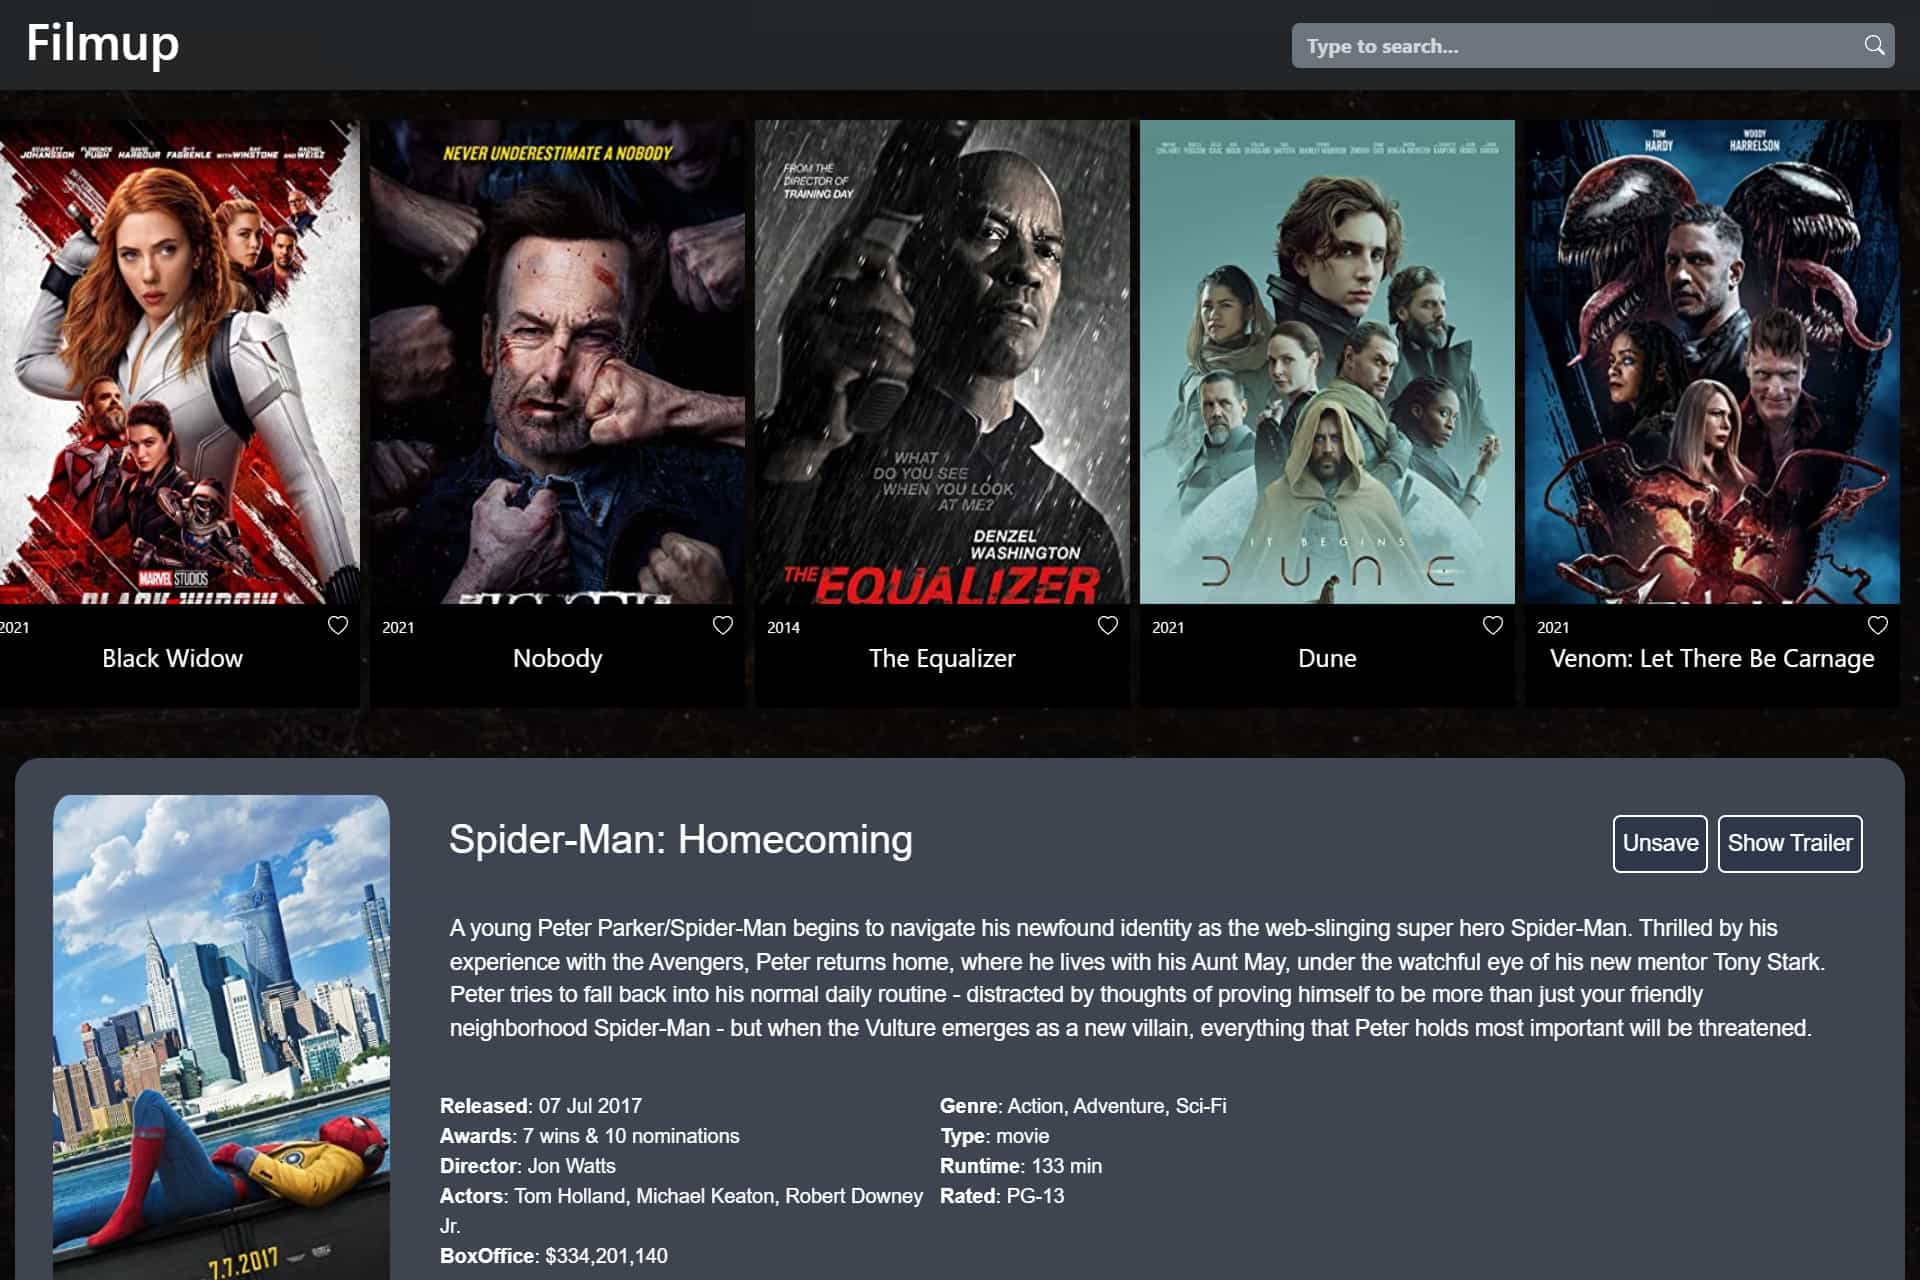 Filmup
Type to search...
SCARLETT JOHANSSON FLORENCE PUGH DAVID HARBOUR O-T FAGBENLE WITH RAY WINSTONE AND RACHEL WEISZ
MARVEL STUDIOS
BLACK WIDOW
2021
Black Widow
NEVER UNDERESTIMATE A NOBODY
2021
Nobody
FROM THE
DIRECTOR OF
TRAINING DAY
WHAT
DO YOU SEE
WHEN YOU LOOK
AT ME?
DENZEL
WASHINGTON
THE EQUALIZER
2014
The Equalizer
IT BEGINS
DUNE
2021
Dune
TOM
HARDY
WOODY
HARRELSON
2021
Venom: Let There Be Carnage
Spider-Man: Homecoming
Unsave
Show Trailer
A young Peter Parker/Spider-Man begins to navigate his newfound identity as the web-slinging super hero Spider-Man. Thrilled by his
experience with the Avengers, Peter returns home, where he lives with his Aunt May, under the watchful eye of his new mentor Tony Stark.
Peter tries to fall back into his normal daily routine - distracted by thoughts of proving himself to be more than just your friendly
neighborhood Spider-Man - but when the Vulture emerges as a new villain, everything that Peter holds most important will be threatened.
Released: 07 Jul 2017
Awards: 7 wins & 10 nominations
Director: Jon Watts
Actors: Tom Holland, Michael Keaton, Robert Downey
Jr.
BoxOffice: $334,201,140
Genre: Action, Adventure, Sci-Fi
Type: movie
Runtime: 133 min
Rated: PG-13
7.7.2017